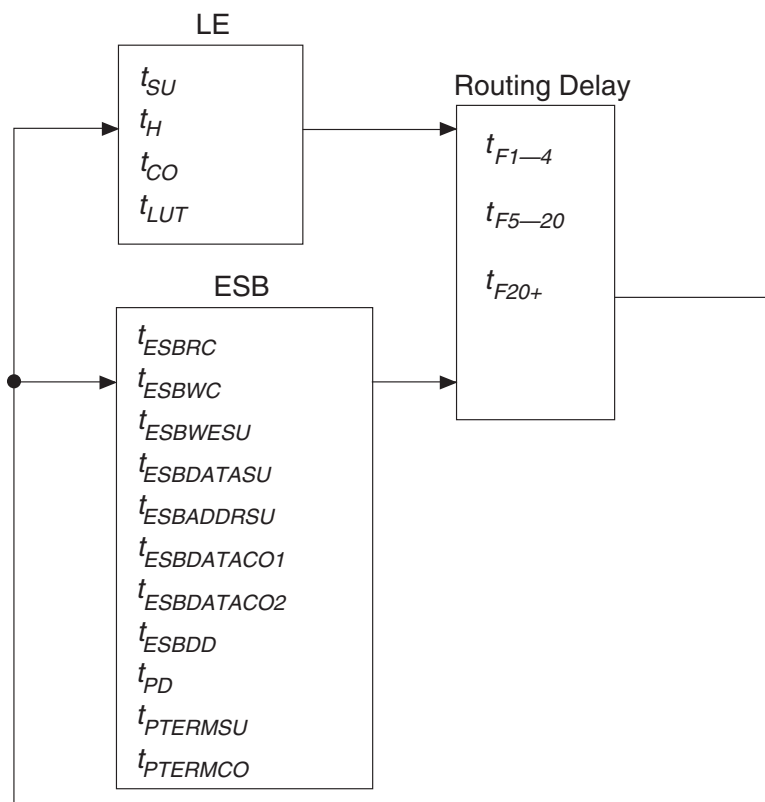 LE
tSU
tH
tCO
tLUT
Routing Delay
tF1—4
tF5—20
tF20+
ESB
tESBRC
tESBWC
tESBWESU
tESBDATASU
tESBADDRSU
tESBDATACO1
tESBDATACO2
tESBDD
tPD
tPTERMSU
tPTERMCO